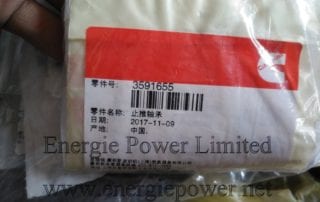 零件号: 3591655
零件名称: 止推轴承
日期: 2017-11-09
产地: 中国.
Energie Power Limited
www.energiepower.net